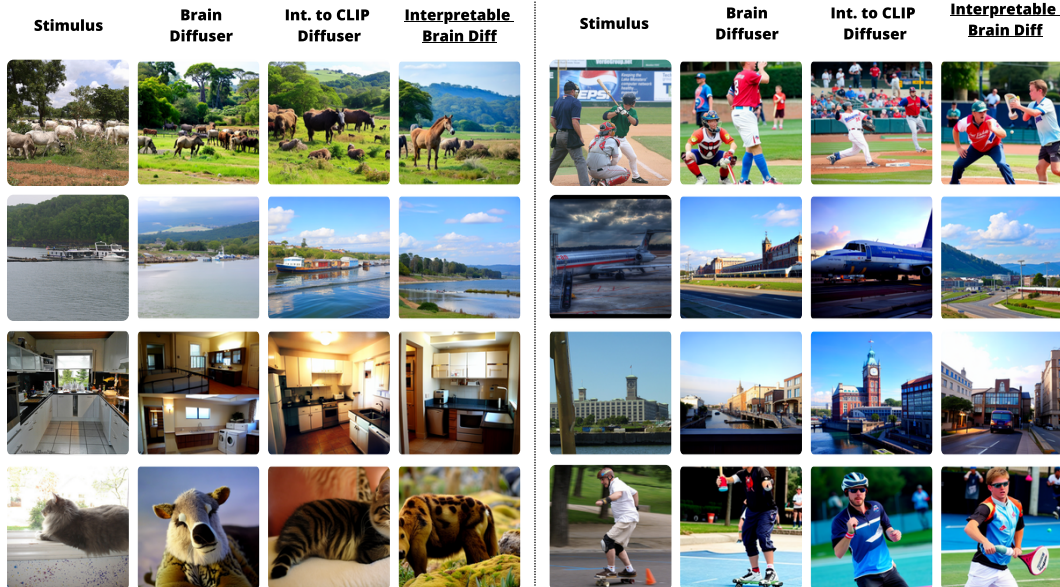 Stimulus
Brain
Diffuser
Int. to CLIP
Diffuser
Interpretable
Brain Diff
Stimulus
Brain
Diffuser
Int. to CLIP
Diffuser
Interpretable
Brain Diff
PEPSI